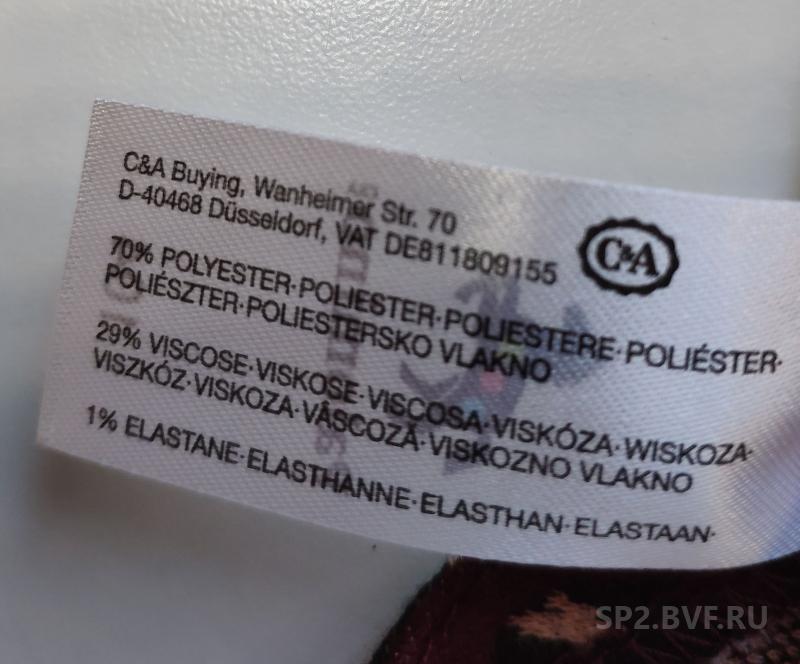 C&A Buying, Wanheimer Str. 70
D-40468 Düsseldorf, VAT DE811809155
C&A
70% POLYESTER·POLIESTER·POLIESTERE·POLIÉSTER·
POLIÉSZTER·POLIESTERSKO VLAKNO
29% VISCOSE·VISKOSE·VISCOSA·VISKÓZA·WISKOZA·
VISZKÓZ·VISKOZA·VÂSCOZĂ·VISKOZNO VLAKNO
1% ELASTANE·ELASTHANNE·ELASTHAN·ELASTAAN·
SP2.BVF.RU